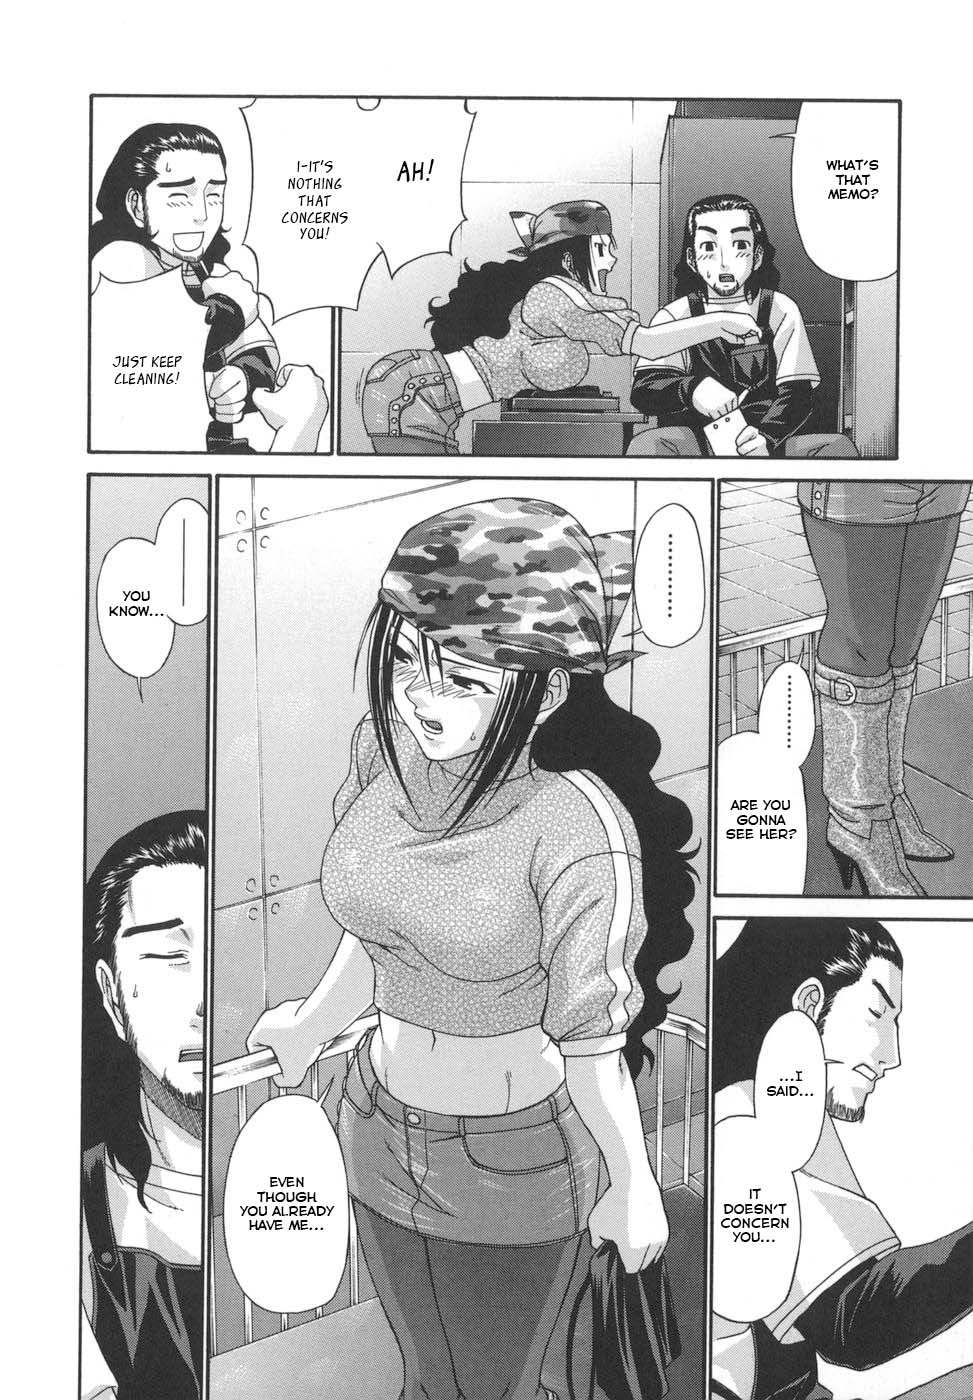 WHAT'S
THAT
MEMO?
AH!
I-IT'S
NOTHING
THAT
CONCERNS
YOU!
JUST KEEP
CLEANING!
..........
ARE YOU
GONNA
SEE HER?
...I
SAID...
IT
DOESN'T
CONCERN
YOU...
..........
EVEN
THOUGH
YOU ALREADY
HAVE ME...
YOU
KNOW...